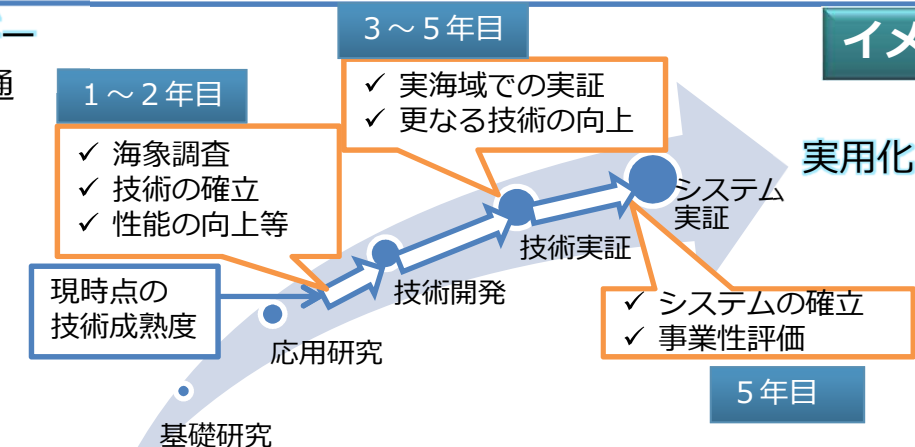 ー
通
イメ
3～5年目
✓ 実海域での実証
✓ 更なる技術の向上
1～2年目
✓ 海象調査
✓ 技術の確立
✓ 性能の向上等
実用化
システム
実証
技術実証
技術開発
現時点の
技術成熟度
応用研究
基礎研究
✓ システムの確立
✓ 事業性評価
5年目